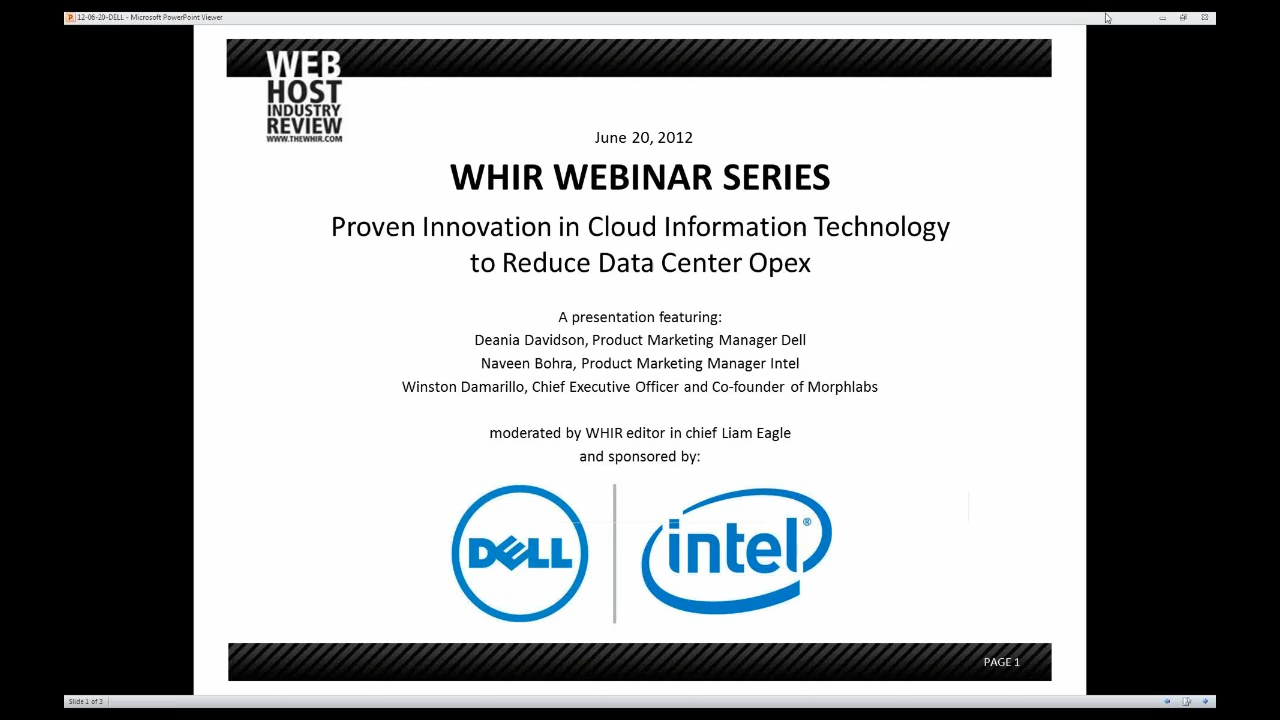 12-06-20-DELL - Microsoft PowerPoint Viewer
WEB
HOST
INDUSTRY
REVIEW
WWW.THEWHIR.COM
June 20, 2012
WHIR WEBINAR SERIES
Proven Innovation in Cloud Information Technology
to Reduce Data Center Opex
A presentation featuring:
Deania Davidson, Product Marketing Manager Dell
Naveen Bohra, Product Marketing Manager Intel
Winston Damarillo, Chief Executive Officer and Co-founder of Morphlabs
moderated by WHIR editor in chief Liam Eagle
and sponsored by:
DELL
intel®
PAGE 1
Slide 1 of 3